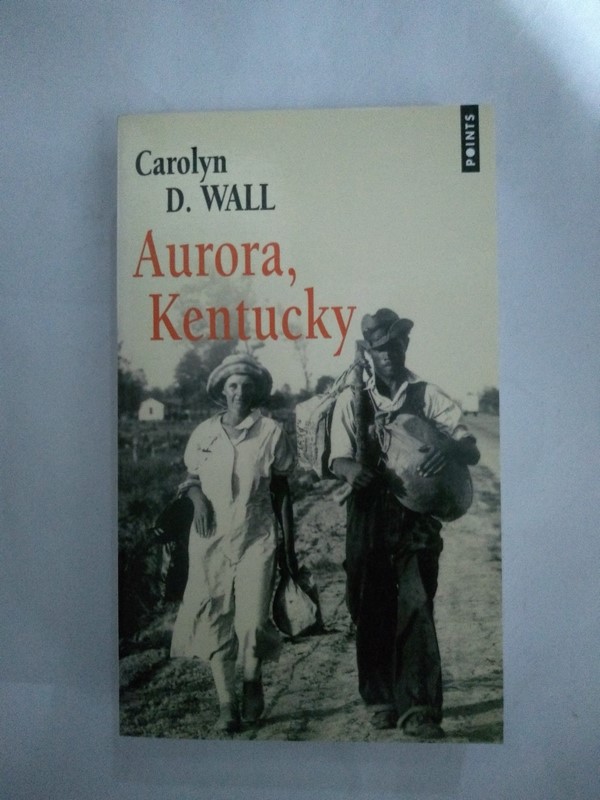 POINTS
Carolyn
D. WALL
Aurora,
Kentucky